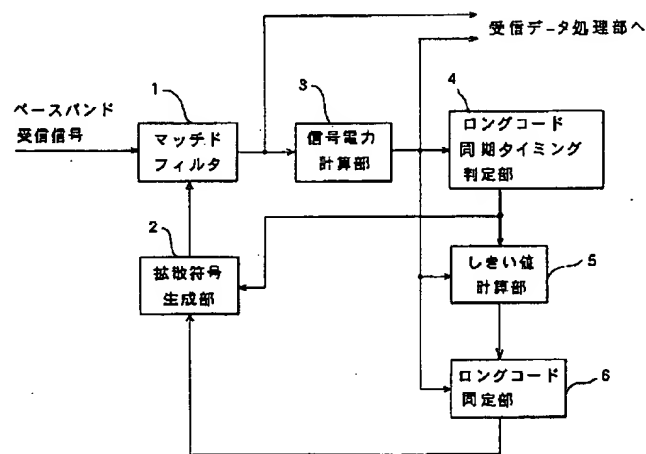 受信データ処理部へ
ベースバンド
受信信号
1
マッチド
フィルタ
3
信号電力
計算部
4
ロングコード
同期タイミング
判定部
2
拡散符号
生成部
しきい値
計算部
5
ロングコード
同定部
6